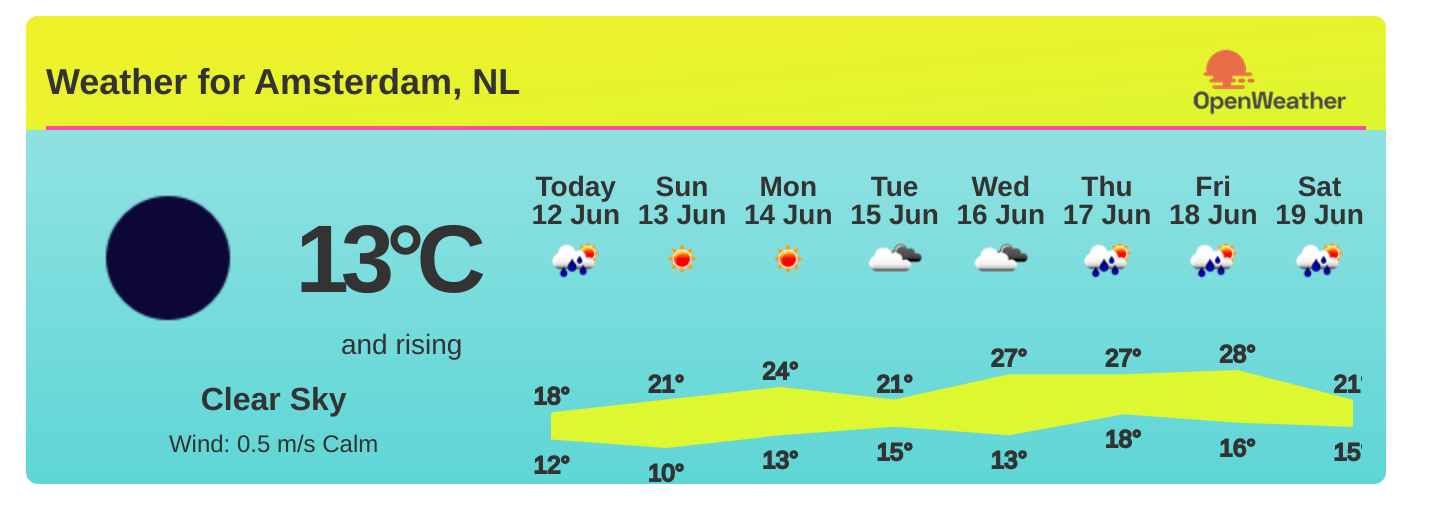 Weather for Amsterdam, NL
OpenWeather
13°C
and rising
Clear Sky
Wind: 0.5 m/s Calm
Today Sun Mon Tue Wed Thu Fri Sat
12 Jun 13 Jun 14 Jun 15 Jun 16 Jun 17 Jun 18 Jun 19 Jun
18° 21° 24° 21° 27° 27° 28° 21°
12° 10° 13° 15° 13° 18° 16° 15°